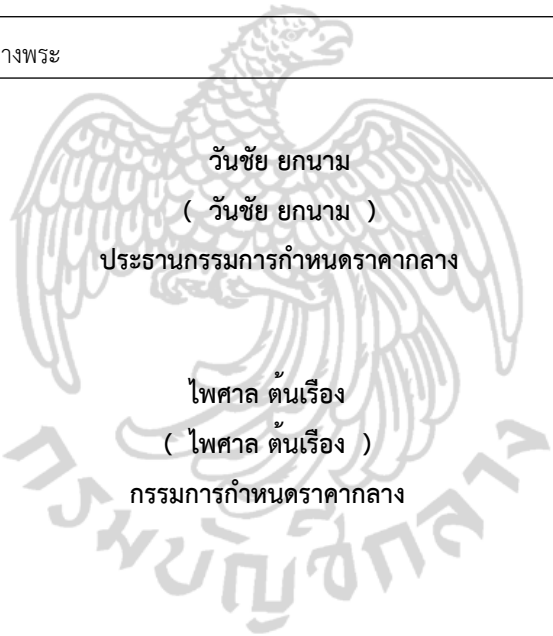 างพระ
วันชัย ยกนาม
( วันชัย ยกนาม )
ประธานกรรมการกำหนดราคากลาง
ไพศาล ต้นเรือง
( ไพศาล ต้นเรือง )
กรรมการกำหนดราคากลาง
กรมบัญชีกลาง